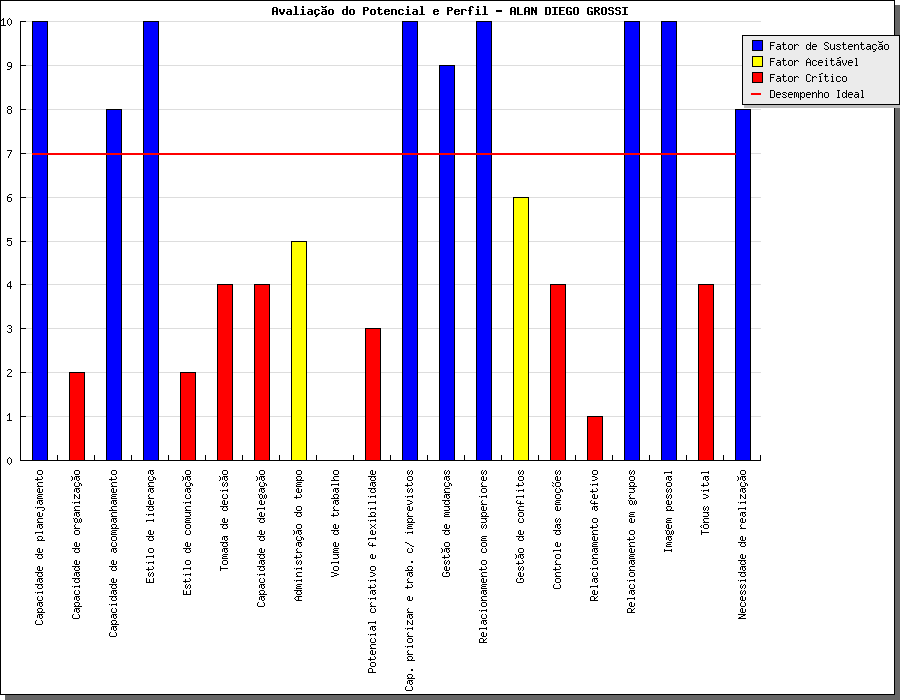 Avaliação do Potencial e Perfil - ALAN DIEGO GROSSI
Fator de Sustentação
Fator Aceitável
Fator Crítico
Desempenho Ideal
10
9
8
7
6
5
4
3
2
1
0
Capacidade de planejamento
Capacidade de organização
Capacidade de acompanhamento
Estilo de liderança
Estilo de comunicação
Tomada de decisão
Capacidade de delegação
Administração do tempo
Volume de trabalho
Potencial criativo e flexibilidade
Cap. priorizar e trab. c/ imprevistos
Gestão de mudanças
Relacionamento com superiores
Gestão de conflitos
Controle das emoções
Relacionamento afetivo
Relacionamento em grupos
Imagem pessoal
Tônus vital
Necessidade de realização